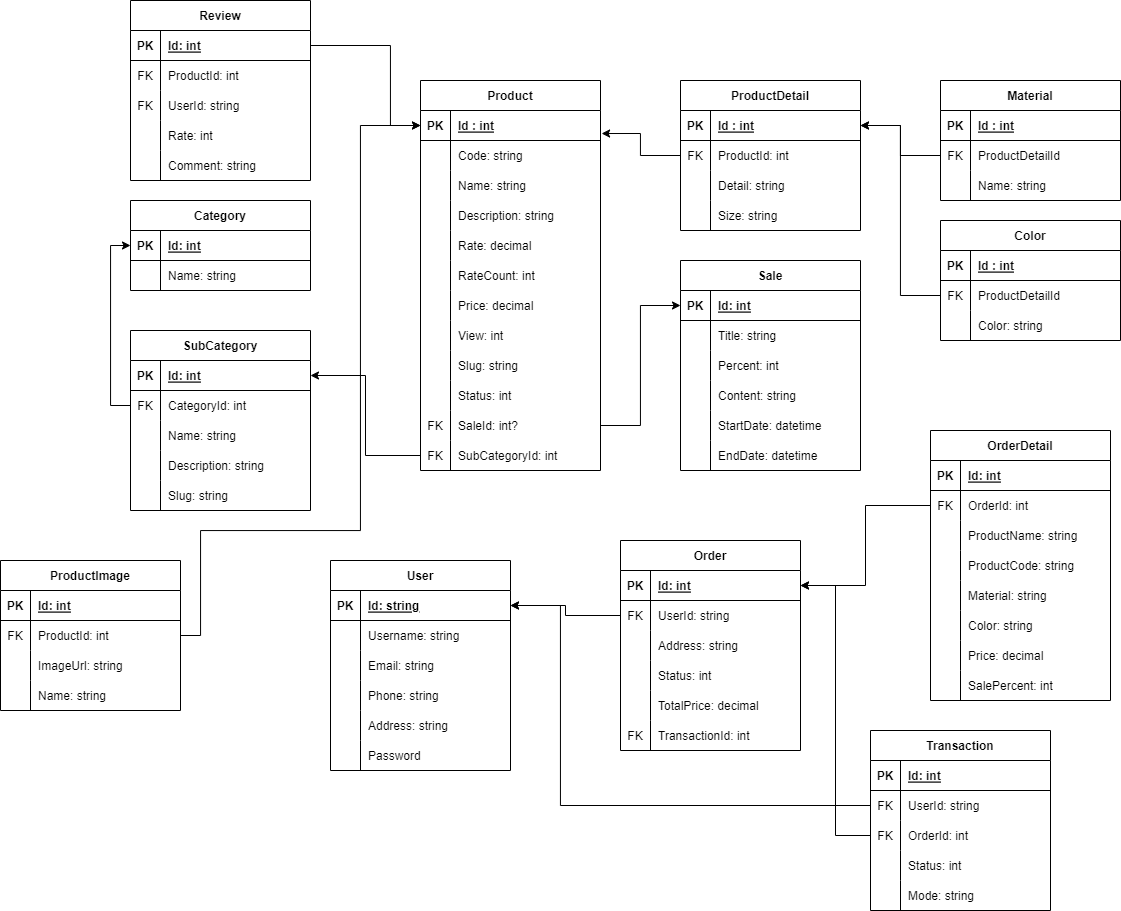 Review
PK Id: int
FK ProductId: int
FK UserId: string
Rate: int
Comment: string
Category
PK Id: int
Name: string
SubCategory
PK Id: int
FK CategoryId: int
Name: string
Description: string
Slug: string
ProductImage
PK Id: int
FK ProductId: int
ImageUrl: string
Name: string
Product
PK Id : int
Code: string
Name: string
Description: string
Rate: decimal
RateCount: int
Price: decimal
View: int
Slug: string
Status: int
FK SaleId: int?
FK SubCategoryId: int
User
PK Id: string
Username: string
Email: string
Phone: string
Address: string
Password
ProductDetail
PK Id : int
FK ProductId: int
Detail: string
Size: string
Sale
PK Id: int
Title: string
Percent: int
Content: string
StartDate: datetime
EndDate: datetime
Order
PK Id: int
FK UserId: string
Address: string
Status: int
TotalPrice: decimal
FK TransactionId: int
Material
PK Id : int
FK ProductDetailId
Name: string
Color
PK Id : int
FK ProductDetailId
Color: string
OrderDetail
PK Id: int
FK OrderId: int
ProductName: string
ProductCode: string
Material: string
Color: string
Price: decimal
SalePercent: int
Transaction
PK Id: int
FK UserId: string
FK OrderId: int
Status: int
Mode: string